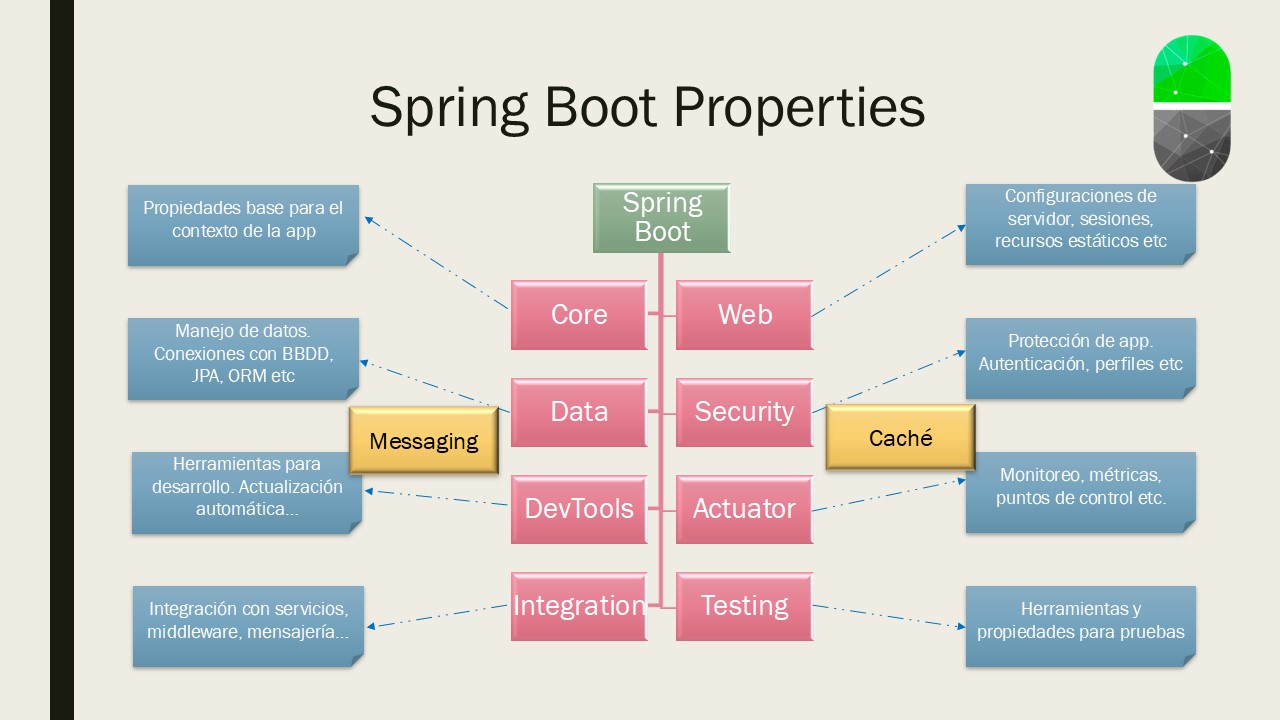 Spring Boot Properties
Spring
Boot
Propiedades base para el
contexto de la app
Core
Web
Configuraciones de
servidor, sesiones,
recursos estáticos etc
Manejo de datos.
Conexiones con BBDD,
JPA, ORM etc
Data
Security
Protección de app.
Autenticación, perfiles etc
Messaging
Caché
Herramientas para
desarrollo. Actualización
automática...
DevTools
Actuator
Monitoreo, métricas,
puntos de control etc.
Integración con servicios,
middleware, mensajería...
Integration
Testing
Herramientas y
propiedades para pruebas